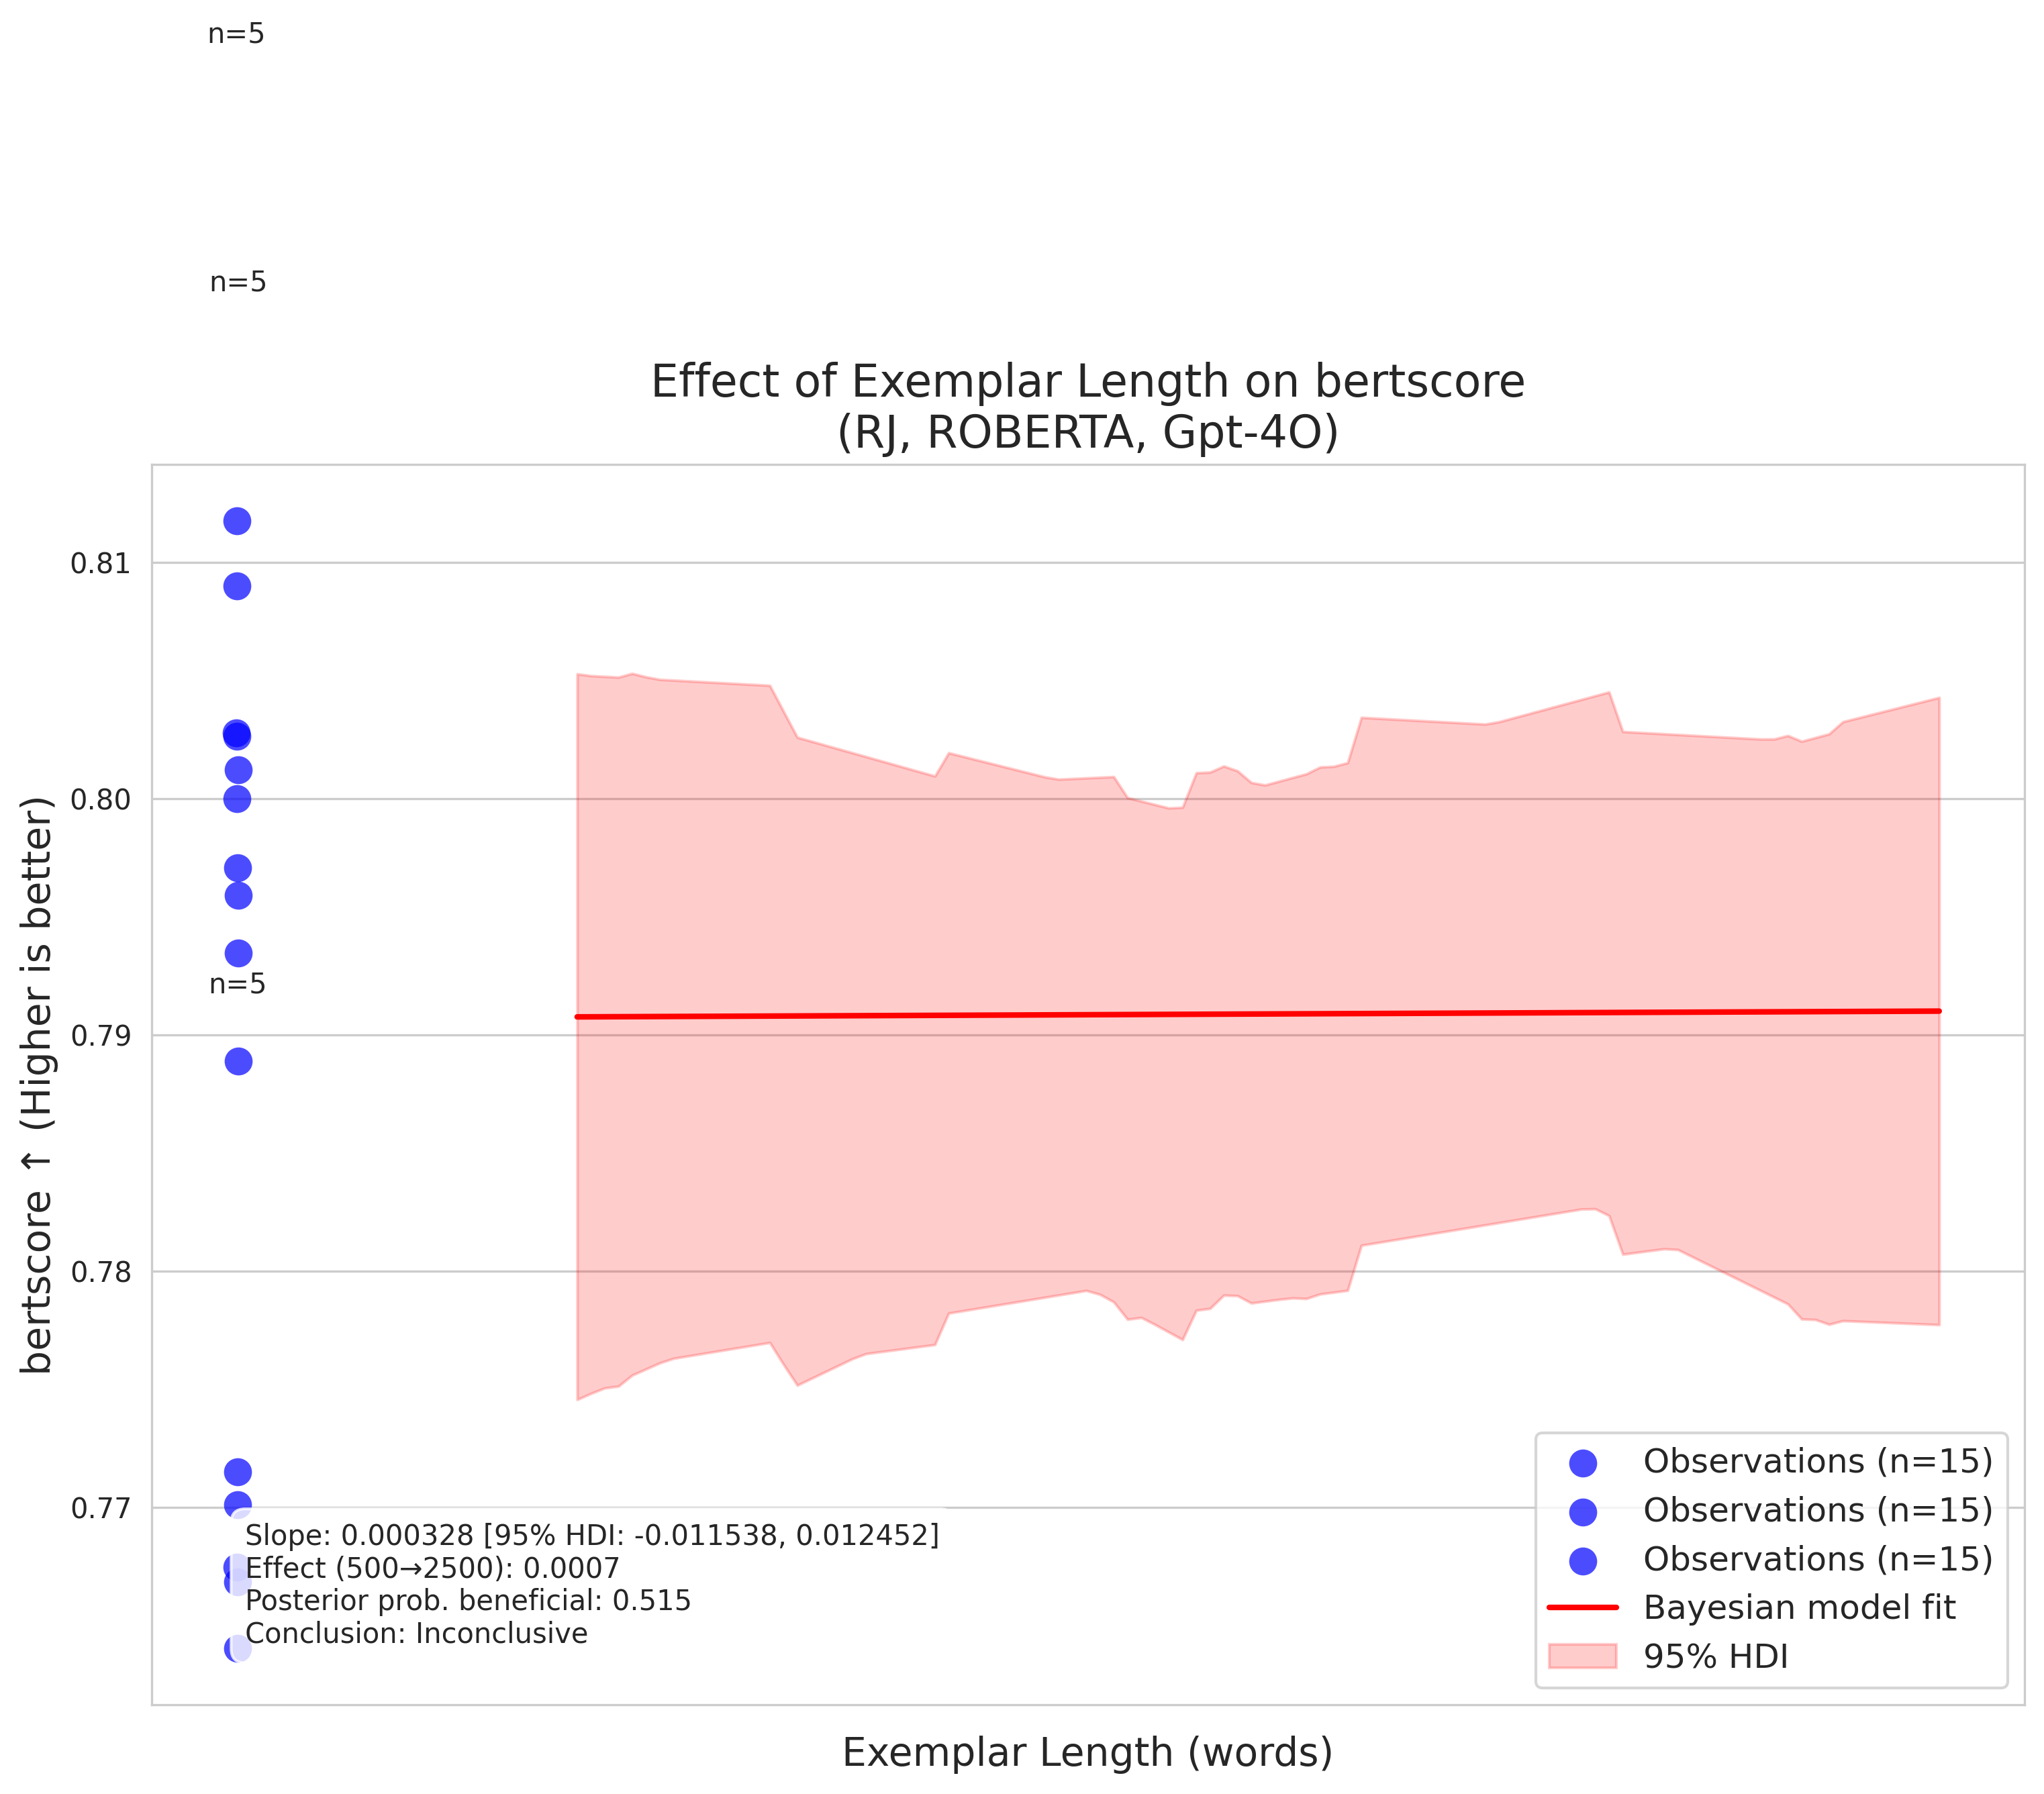 n=5
n=5
Effect of Exemplar Length on bertscore
(RJ, ROBERTA, Gpt-4O)
bertscore ↑ (Higher is better)
0.81
0.80
n=5
0.79
0.78
0.77
Slope: 0.000328 [95% HDI: -0.011538, 0.012452]
Effect (500→2500): 0.0007
Posterior prob. beneficial: 0.515
Conclusion: Inconclusive
Observations (n=15)
Observations (n=15)
Observations (n=15)
Bayesian model fit
95% HDI
Exemplar Length (words)